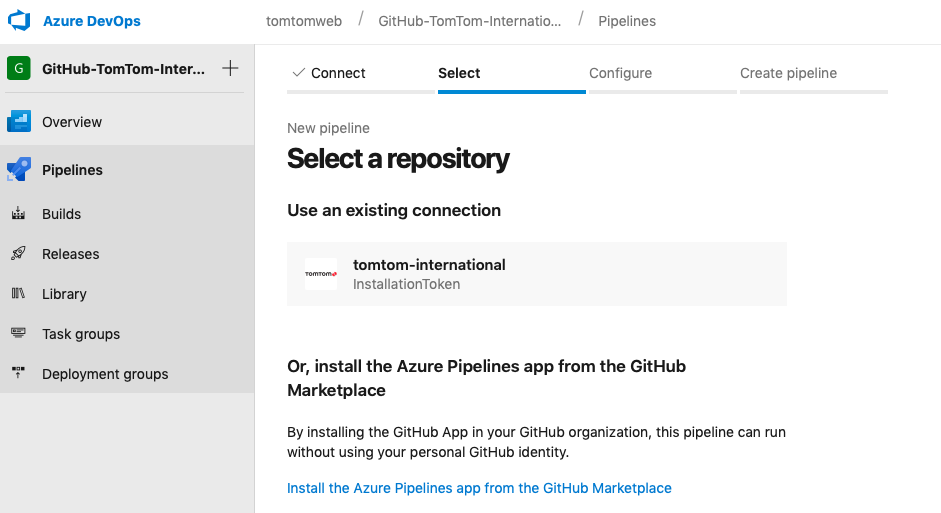 Azure DevOps
tomtomweb / GitHub-TomTom-Internatio... / Pipelines
G GitHub-TomTom-Inter...
Overview
Pipelines
Builds
Releases
Library
Task groups
Deployment groups
Connect Select Configure Create pipeline
New pipeline
Select a repository
Use an existing connection
TOMTOM
tomtom-international
InstallationToken
Or, install the Azure Pipelines app from the GitHub
Marketplace
By installing the GitHub App in your GitHub organization, this pipeline can run
without using your personal GitHub identity.
Install the Azure Pipelines app from the GitHub Marketplace